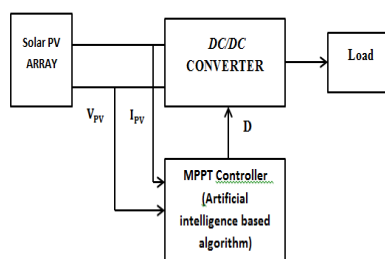 Solar PV
ARRAY
DC/DC
CONVERTER
Load
VPV
IPV
D
MPPT Controller
(Artificial
intelligence based
algorithm)